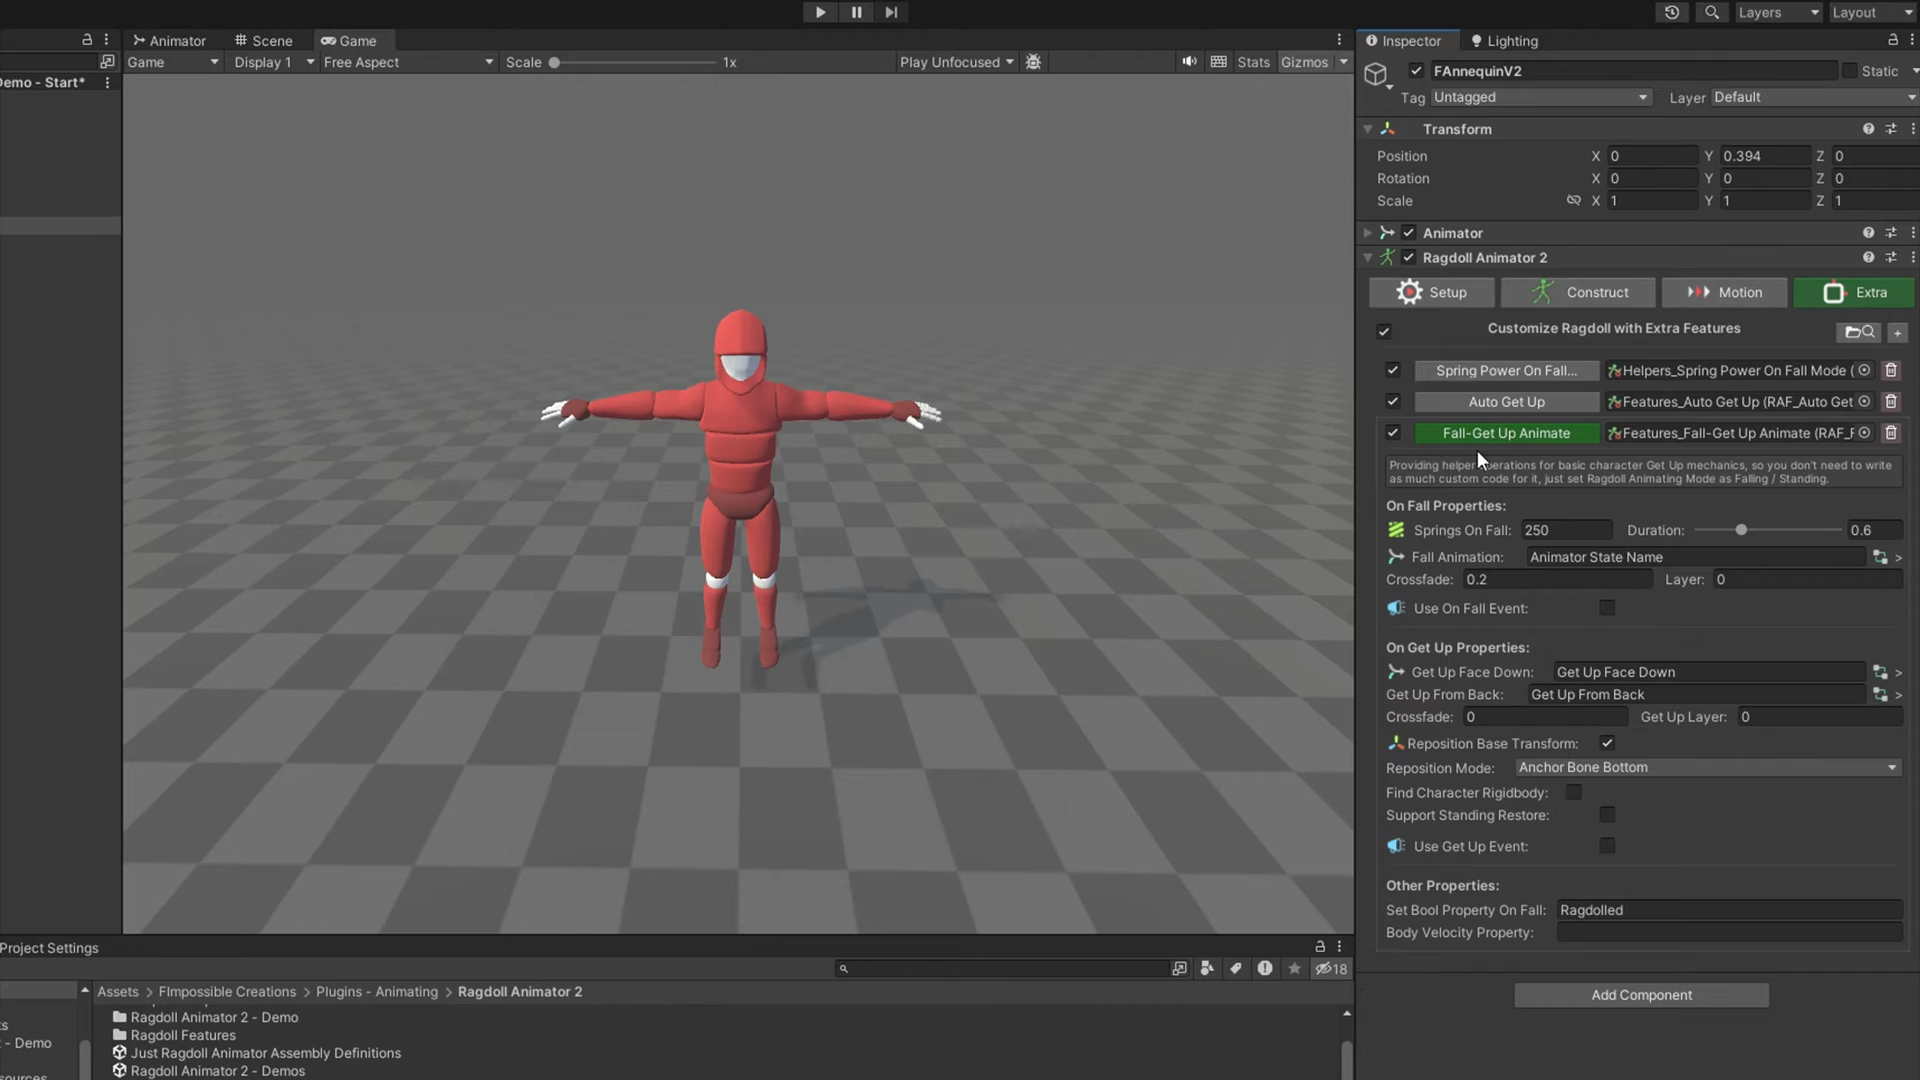 Layers
Layout
Animator
Scene
Game
Inspector
Lighting
Game
Display 1
Free Aspect
Scale
1x
Play Unfocused
Stats
Gizmos
FAnnequinV2
Static
Demo - Start*
Tag
Untagged
Layer
Default
Transform
Position
X
0
Y
0.394
Z
0
Rotation
X
0
Y
0
Z
0
Scale
X
1
Y
1
Z
1
Animator
Ragdoll Animator 2
Setup
Construct
Motion
Extra
Customize Ragdoll with Extra Features
+
Spring Power On Fall...
Helpers_Spring Power On Fall Mode (
Auto Get Up
Features_Auto Get Up (RAF_Auto Get
Fall-Get Up Animate
Features_Fall-Get Up Animate (RAF_F
Providing helper operations for basic character Get Up mechanics, so you don't need to write
as much custom code for it, just set Ragdoll Animating Mode as Falling / Standing.
On Fall Properties:
Springs On Fall:
250
Duration:
0.6
Fall Animation:
Animator State Name
>
Crossfade:
0.2
Layer:
0
Use On Fall Event:
On Get Up Properties:
Get Up Face Down:
Get Up Face Down
>
Get Up From Back:
Get Up From Back
>
Crossfade:
0
Get Up Layer:
0
Reposition Base Transform:
Reposition Mode:
Anchor Bone Bottom
Find Character Rigidbody:
Support Standing Restore:
Use Get Up Event:
Other Properties:
Set Bool Property On Fall:
Ragdolled
Body Velocity Property:
Add Component
Project Settings
18
Assets > FImpossible Creations > Plugins - Animating > Ragdoll Animator 2
Ragdoll Animator 2 - Demo
Ragdoll Features
- Demo
Just Ragdoll Animator Assembly Definitions
Ragdoll Animator 2 - Demos